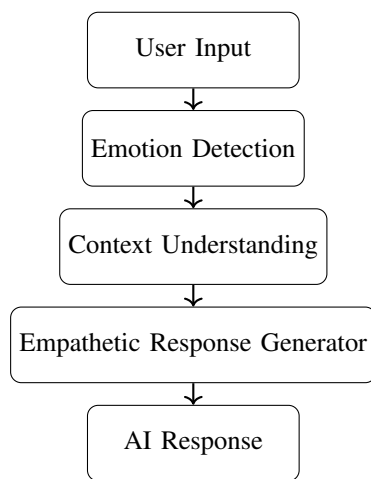 User Input
Emotion Detection
Context Understanding
Empathetic Response Generator
AI Response